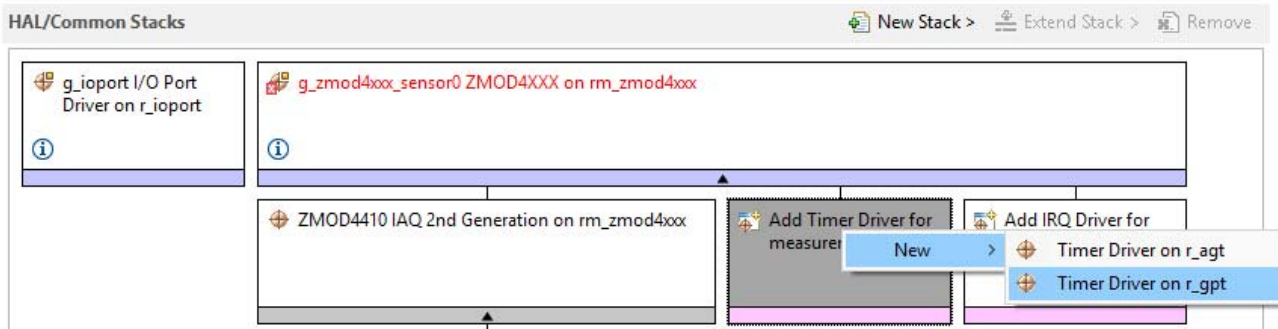 HAL/Common Stacks
New Stack >
Extend Stack >
Remove
g_ioport I/O Port
Driver on r_ioport
g_zmod4xxx_sensor0 ZMOD4XXX on rm_zmod4xxx
ZMOD4410 IAQ 2nd Generation on rm_zmod4xxx
Add Timer Driver for
Add IRQ Driver for
New >
Timer Driver on r_agt
Timer Driver on r_gpt